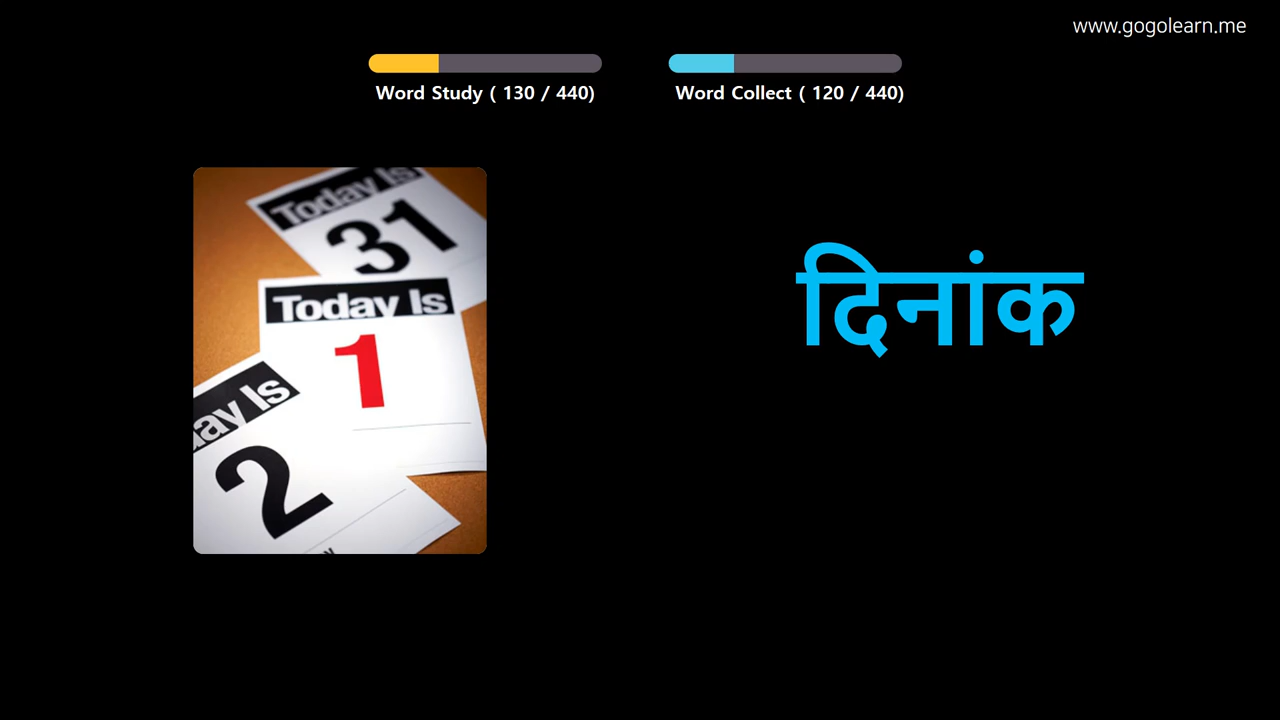 www.gogolearn.me
Word Study ( 130 / 440)
Word Collect ( 120 / 440)
Today Is
31
Today Is
1
ay Is
2
दिनांक